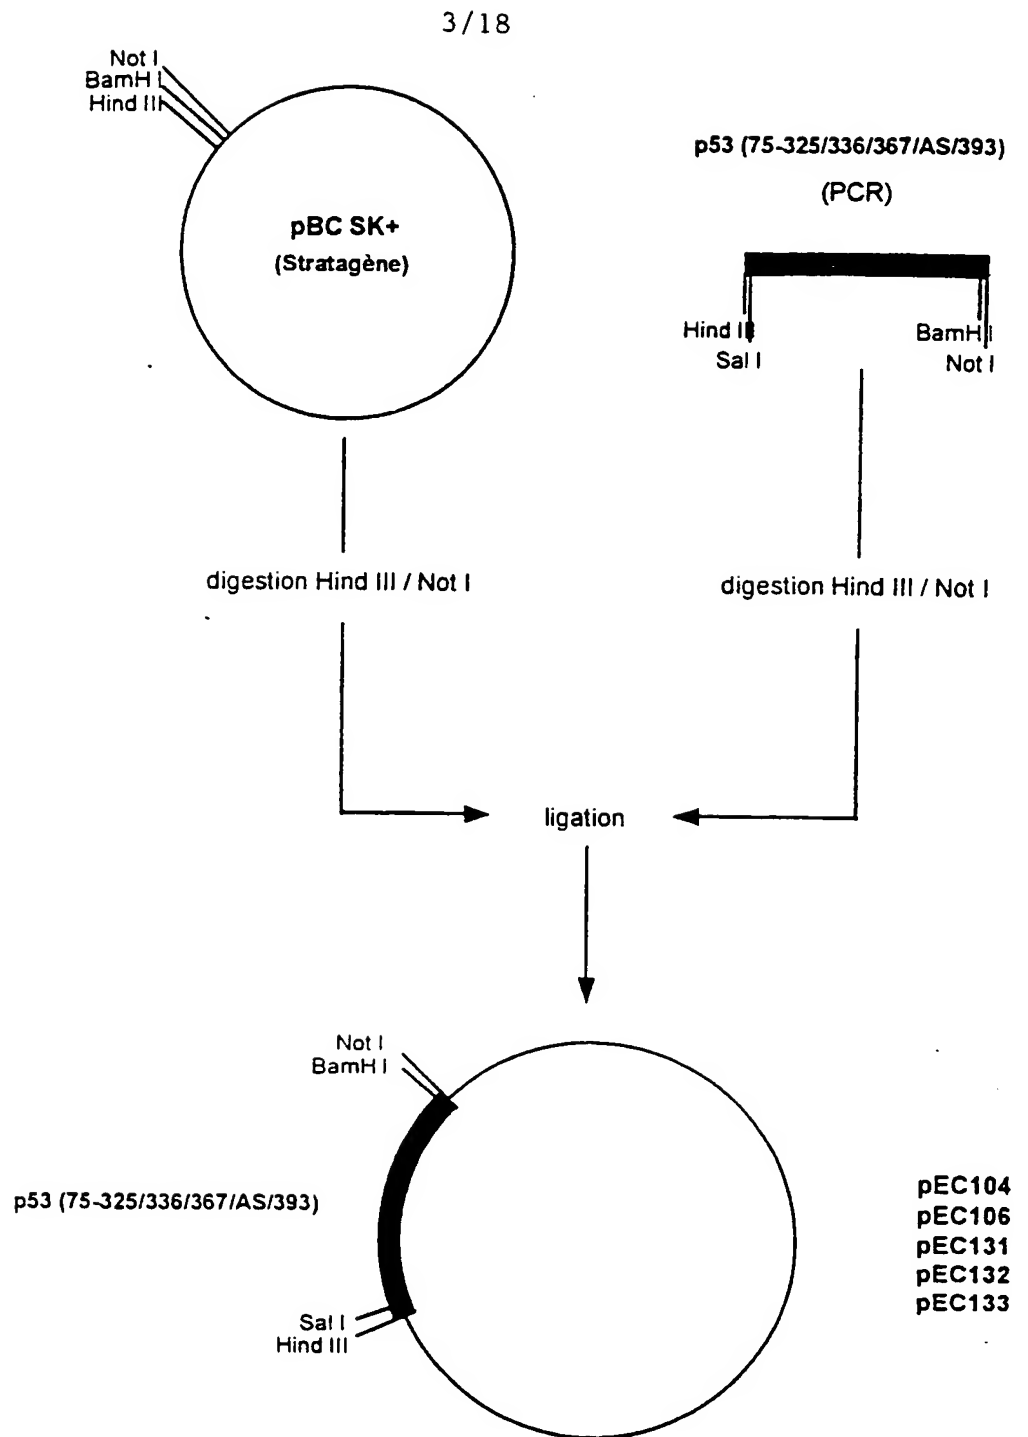 3/18
Not I
BamH I
Hind III
pBC SK+
(Stratagène)
p53 (75-325/336/367/AS/393)
(PCR)
Hind III
Sal I
BamH I
Not I
digestion Hind III / Not I
digestion Hind III / Not I
ligation
Not I
BamH I
p53 (75-325/336/367/AS/393)
Sal I
Hind III
pEC104
pEC106
pEC131
pEC132
pEC133